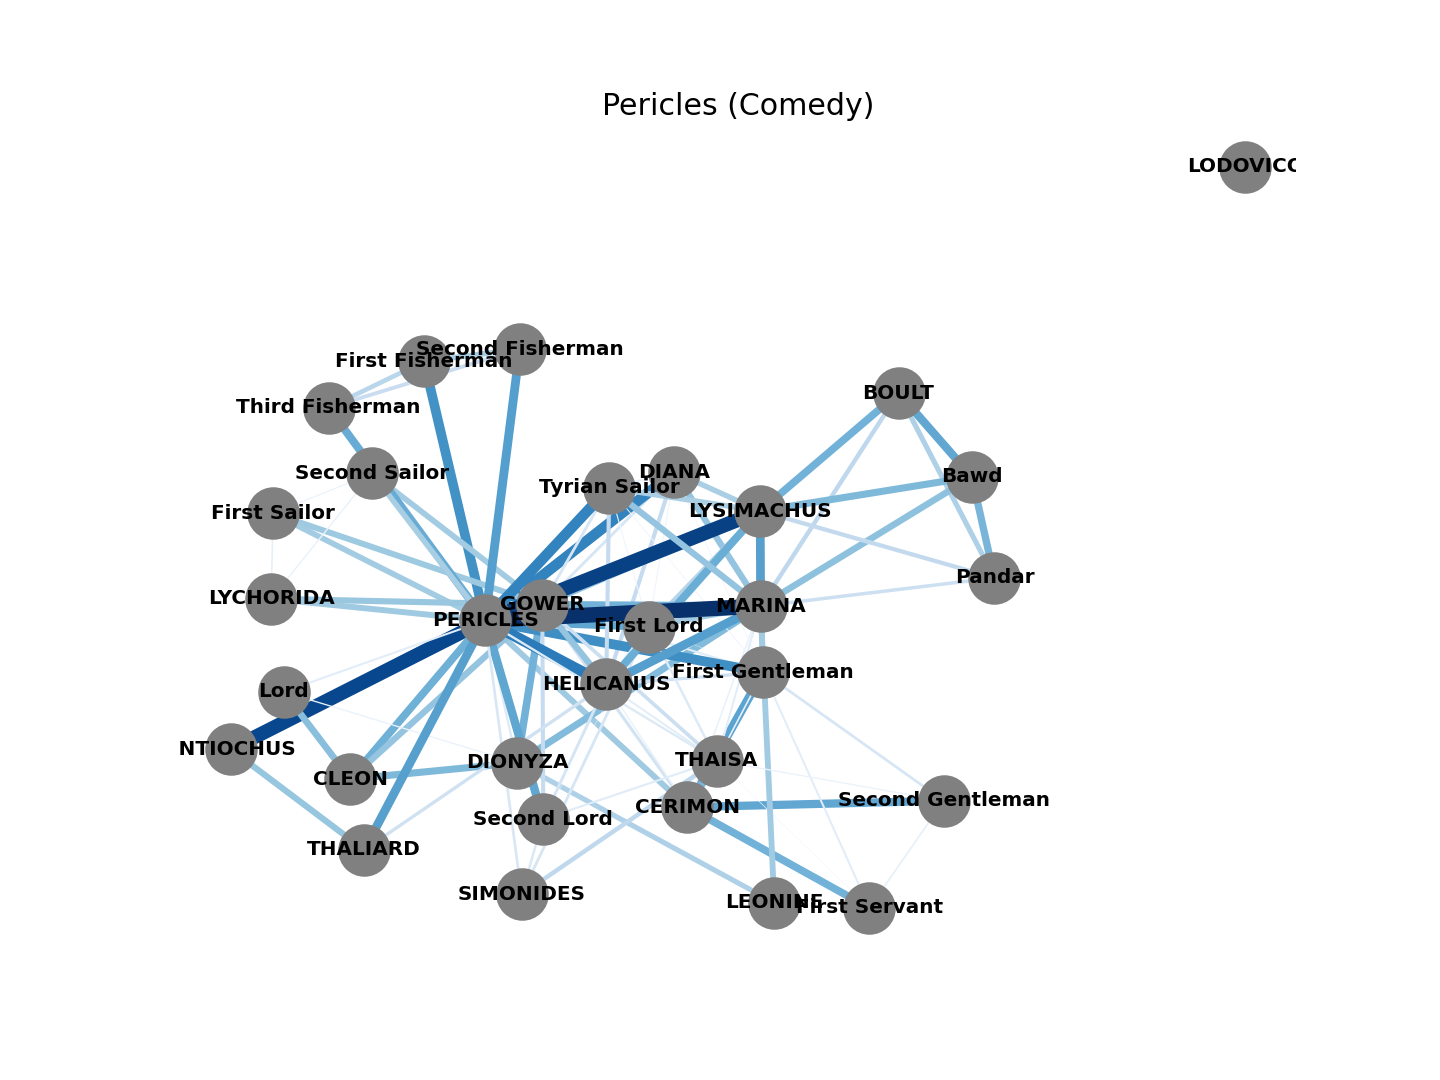 Pericles (Comedy)
LODOVICO
Second Fisherman
First Fisherman
BOULT
Third Fisherman
Second Sailor
DIANA
Bawd
Tyrian Sailor
LYSIMACHUS
First Sailor
Pandar
LYCHORIDA
GOWER
MARINA
PERICLES
First Lord
First Gentleman
HELICANUS
Lord
NTIOCHUS
THAISA
DIONYZA
CLEON
Second Gentleman
CERIMON
Second Lord
THALIARD
SIMONIDES
LEONINE
First Servant